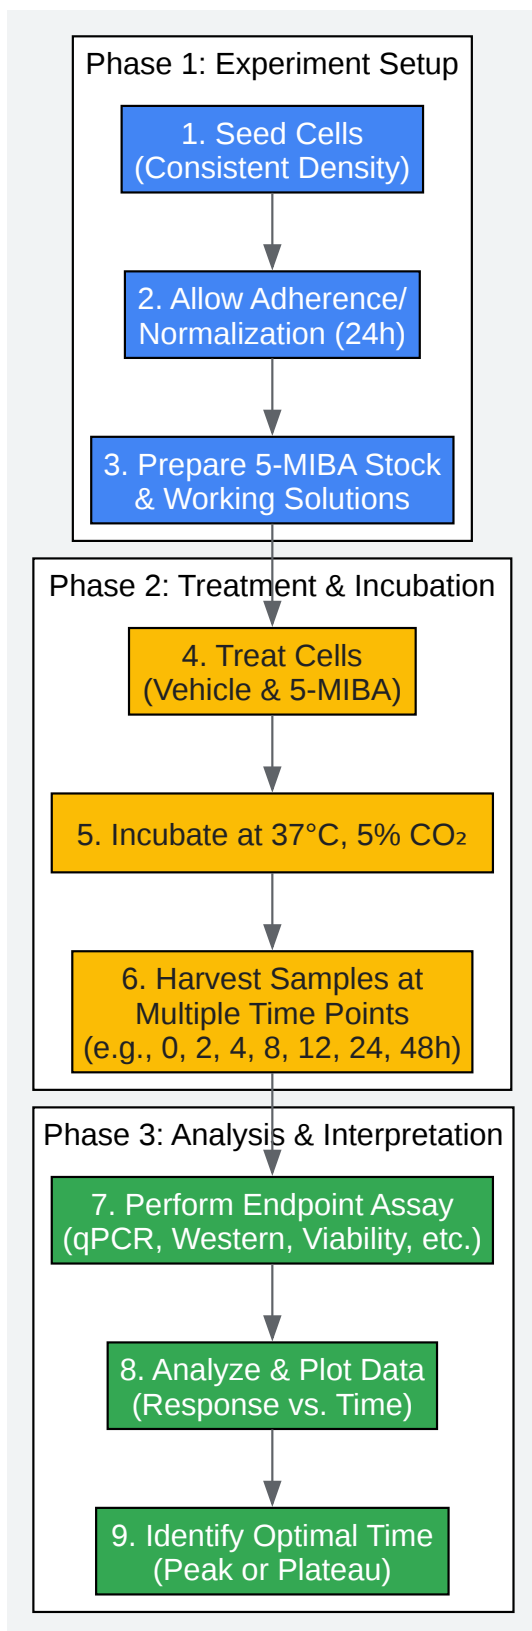 Phase 1: Experiment Setup
1. Seed Cells
(Consistent Density)
2. Allow Adherence/
Normalization (24h)
3. Prepare 5-MIBA Stock
& Working Solutions
Phase 2: Treatment & Incubation
4. Treat Cells
(Vehicle & 5-MIBA)
5. Incubate at 37°C, 5% CO₂
6. Harvest Samples at
Multiple Time Points
(e.g., 0, 2, 4, 8, 12, 24, 48h)
Phase 3: Analysis & Interpretation
7. Perform Endpoint Assay
(qPCR, Western, Viability, etc.)
8. Analyze & Plot Data
(Response vs. Time)
9. Identify Optimal Time
(Peak or Plateau)